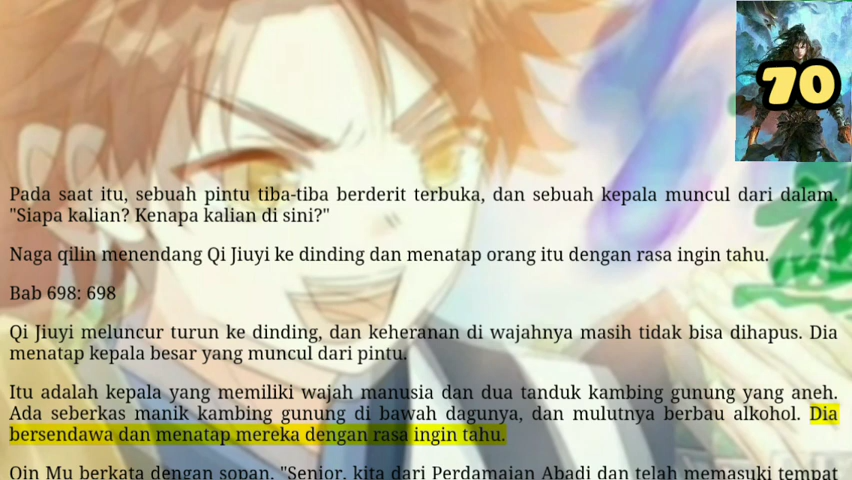 70
Pada saat itu, sebuah pintu tiba-tiba berderit terbuka, dan sebuah kepala muncul dari dalam.
"Siapa kalian? Kenapa kalian di sini?"
Naga qilin menendang Qi Jiuyi ke dinding dan menatap orang itu dengan rasa ingin tahu.
Bab 698: 698
Qi Jiuyi meluncur turun ke dinding, dan keheranan di wajahnya masih tidak bisa dihapus. Dia
menatap kepala besar yang muncul dari pintu.
Itu adalah kepala yang memiliki wajah manusia dan dua tanduk kambing gunung yang aneh.
Ada seberkas manik kambing gunung di bawah dagunya, dan mulutnya berbau alkohol. Dia
bersendawa dan menatap mereka dengan rasa ingin tahu.
Qin Mu berkata dengan sopan, "Senior, kita dari Perdamaian Abadi dan telah memasuki tempat